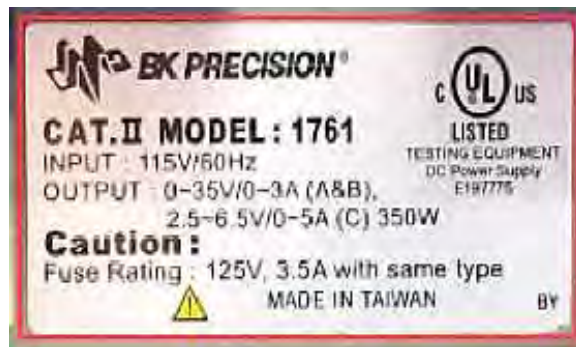 BK PRECISION®
C UL US
CAT.II MODEL : 1761
LISTED
INPUT : 115V/60Hz
TESTING EQUIPMENT
DC Power Supply
OUTPUT : 0-35V/0-3A (A&B),
E197776
2.5-6.5V/0-5A (C) 350W
Caution :
Fuse Rating : 125V, 3.5A with same type
MADE IN TAIWAN BY